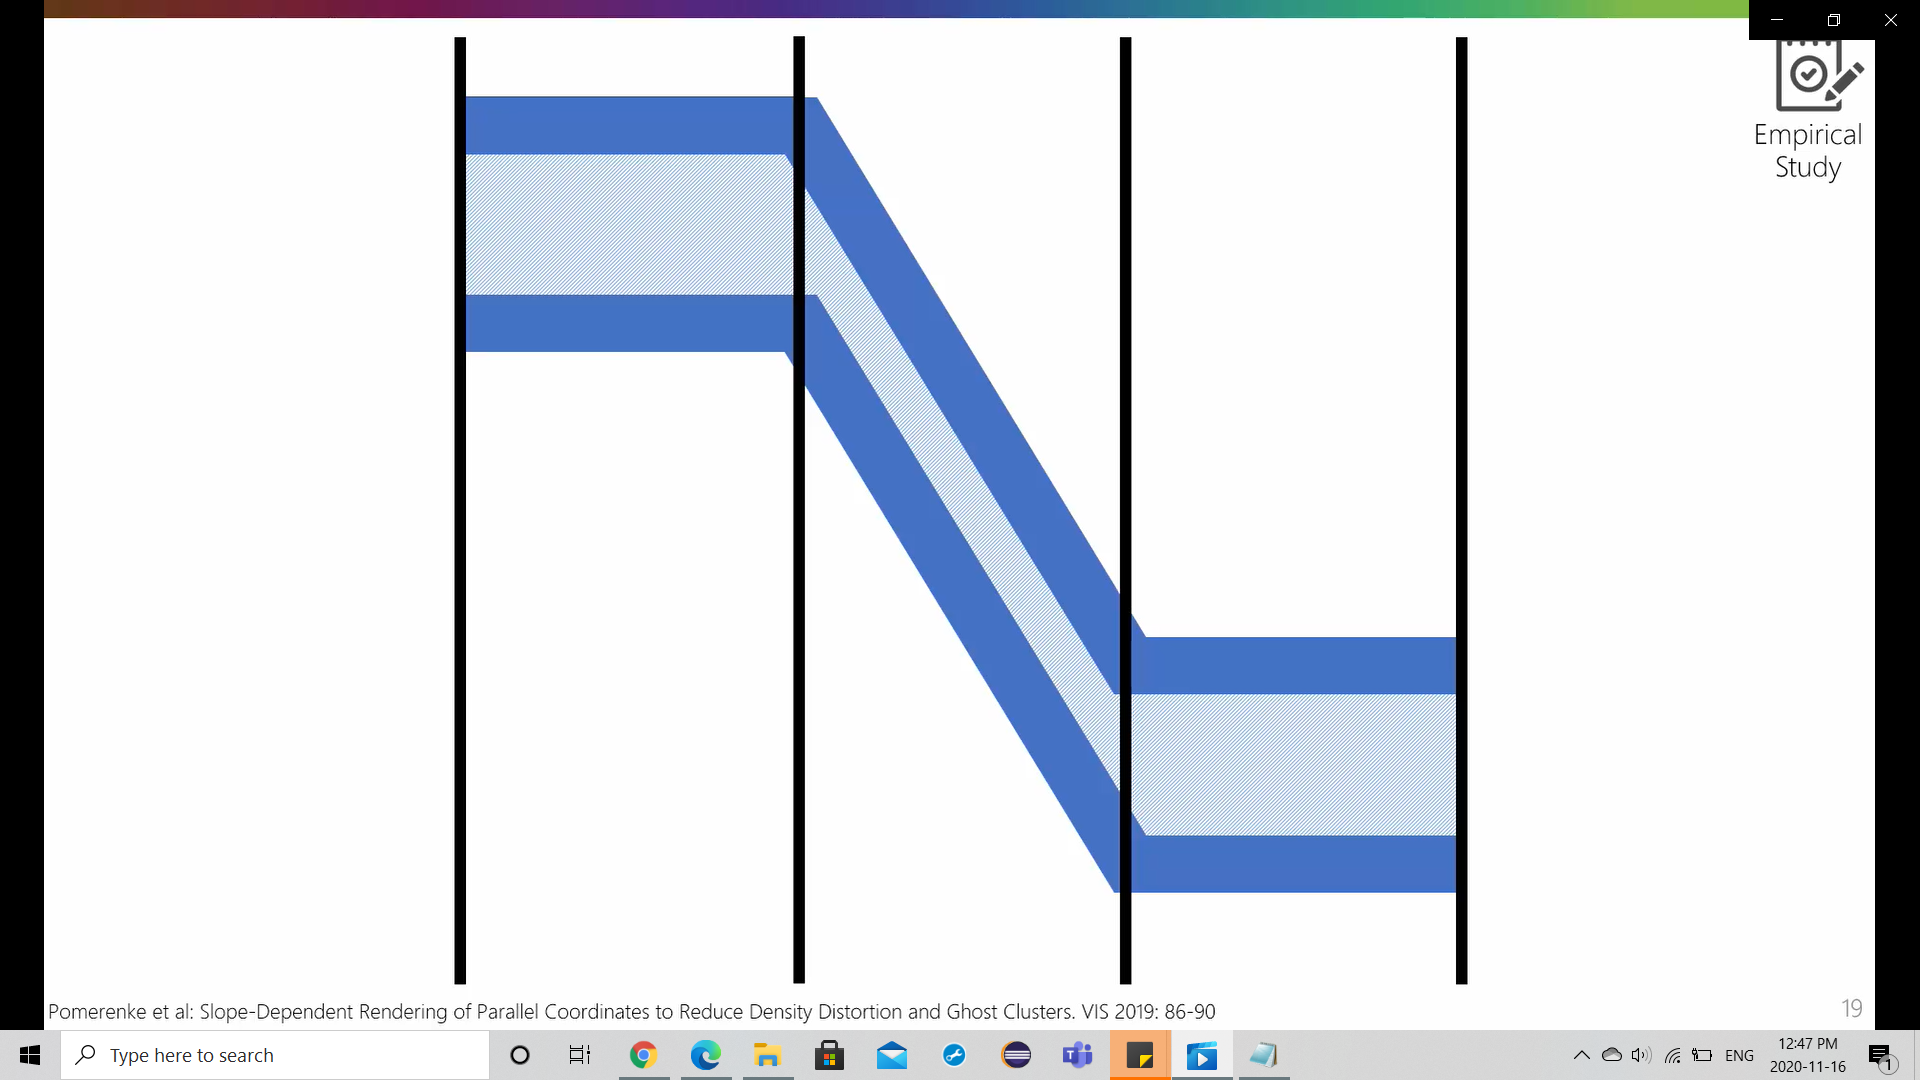 Empirical
Study
Pomerenke et al: Slope-Dependent Rendering of Parallel Coordinates to Reduce Density Distortion and Ghost Clusters. VIS 2019: 86-90
19
Type here to search
ENG
12:47 PM
2020-11-16
1